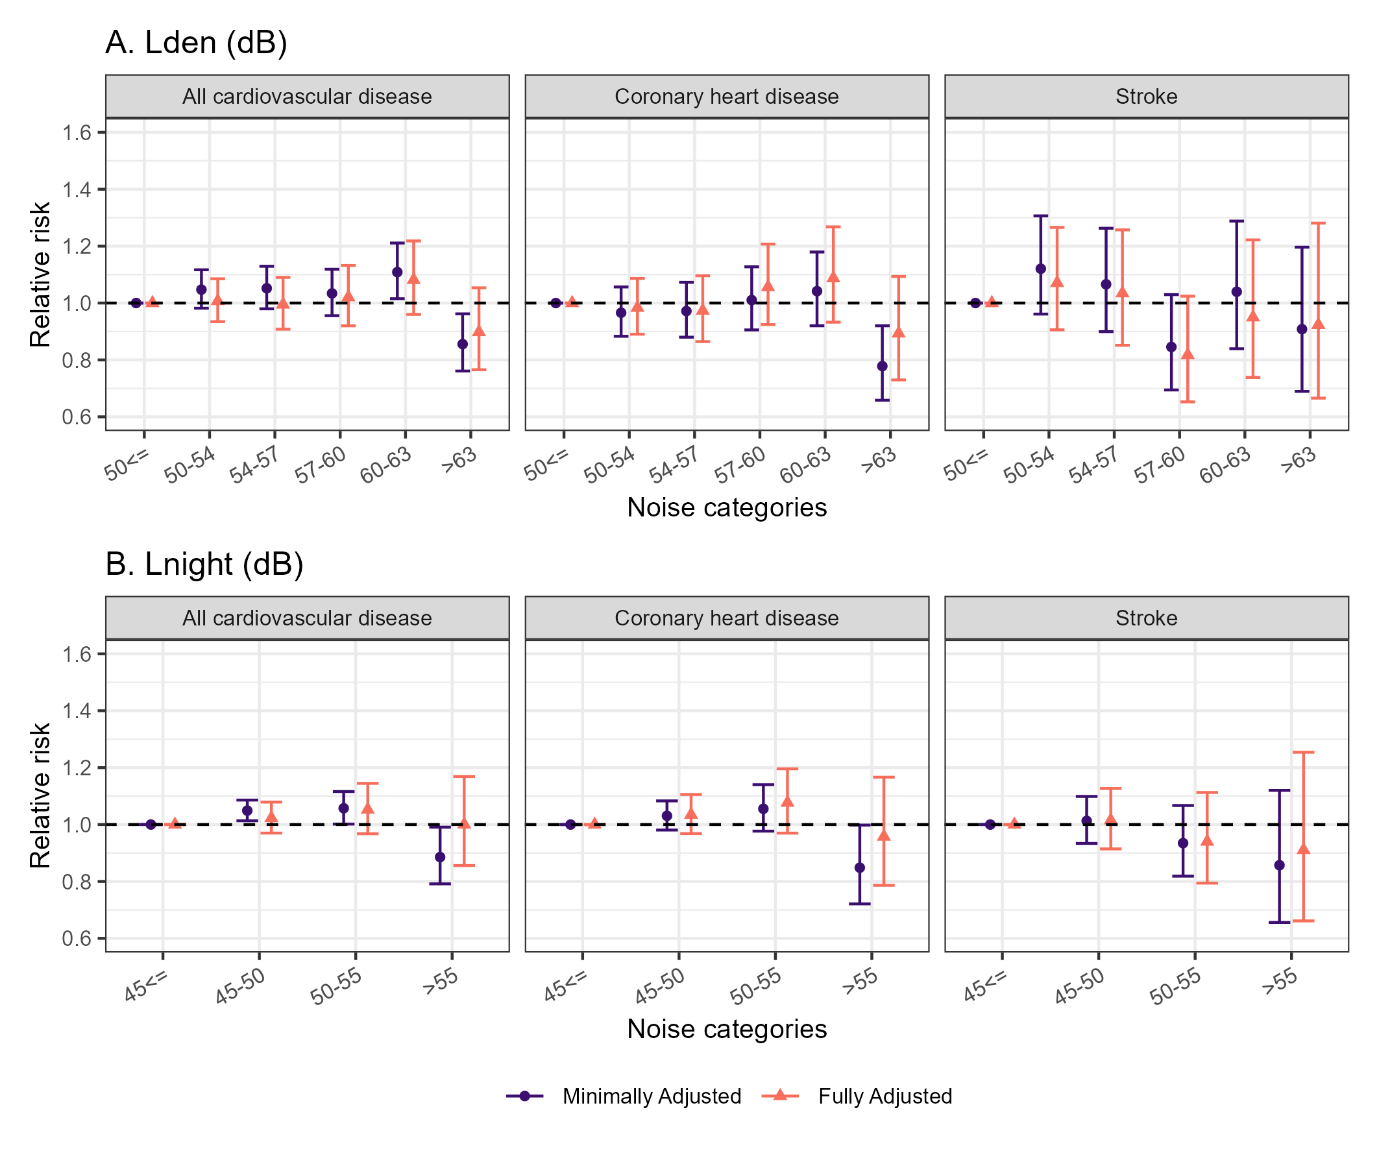 A. Lden (dB)
All cardiovascular disease Coronary heart disease Stroke
Relative risk
1.6
1.4
1.2
1.0
0.8
0.6
50<= 50-54 54-57 57-60 60-63 >63 50<= 50-54 54-57 57-60 60-63 >63 50<= 50-54 54-57 57-60 60-63 >63
Noise categories
B. Lnight (dB)
All cardiovascular disease Coronary heart disease Stroke
Relative risk
1.6
1.4
1.2
1.0
0.8
0.6
45<= 45-50 50-55 >55 45<= 45-50 50-55 >55 45<= 45-50 50-55 >55
Noise categories
Minimally Adjusted Fully Adjusted